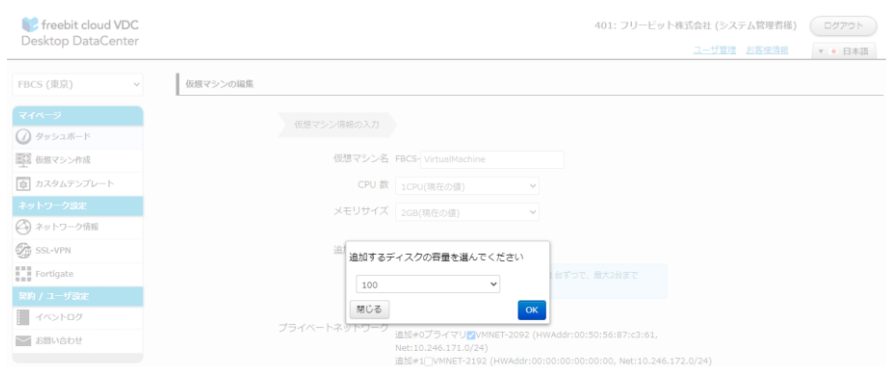 freebit cloud VDC
Desktop DataCenter
401: フリービット株式会社 (システム管理者様)
ログアウト
ユーザ管理 お客様情報
日本語
FBCS (東京)
仮想マシンの編集
マイページ
ダッシュボード
仮想マシン作成
カスタムテンプレート
ネットワーク設定
ネットワーク情報
SSL-VPN
Fortigate
契約 / ユーザ設定
イベントログ
お問い合わせ
仮想マシン情報の入力
仮想マシン名 FBCS- VirtualMachine
CPU 数 1CPU(現在の値)
メモリサイズ 2GB(現在の値)
追加するディスクの容量を選んでください
100
閉じる OK
台ずつで、最大2台まで
プライベートネットワーク
追加#0プライマリ VMNET-2092 (HWAddr:00:50:56:87:c3:61,
Net:10.246.171.0/24)
追加#1 VMNET-2192 (HWAddr:00:00:00:00:00:00, Net:10.246.172.0/24)